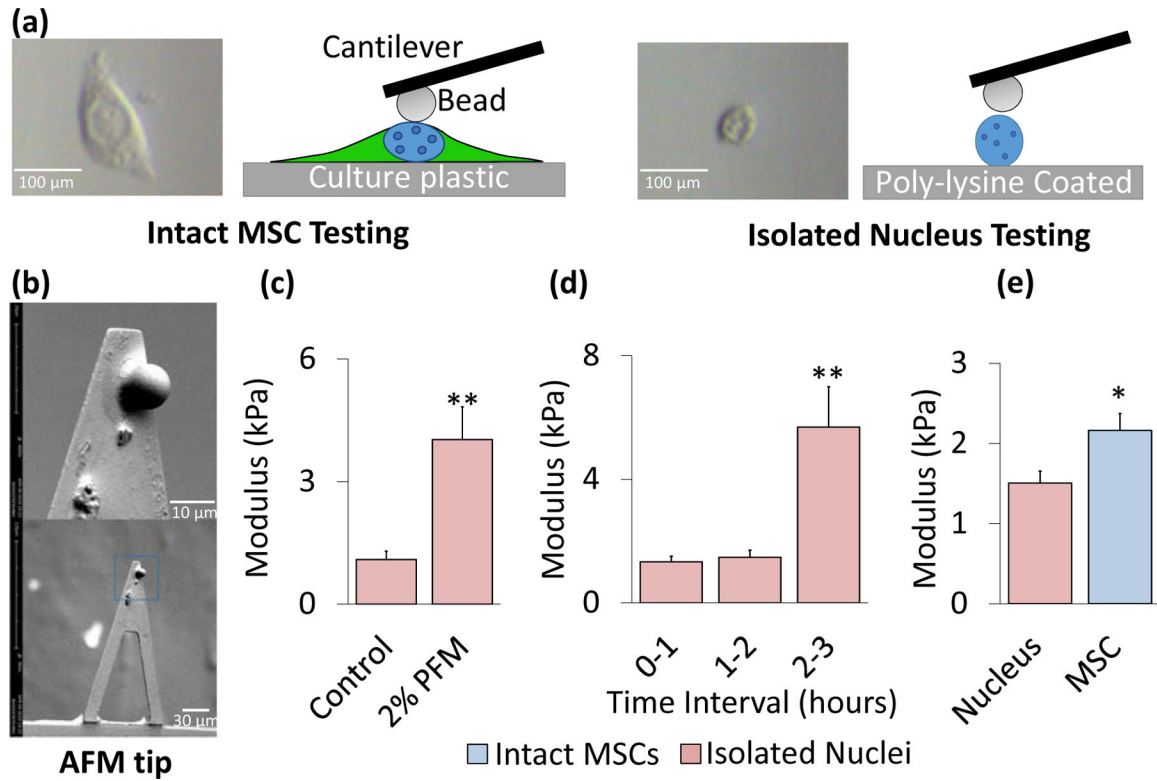 (a)
Cantilever
Bead
Culture plastic
100 µm
Intact MSC Testing
100 µm
Poly-lysine Coated
Isolated Nucleus Testing
(b)
10 µm
30 µm
AFM tip
(c)
Modulus (kPa)
6
3
0
**
Control
2% PFM
(d)
Modulus (kPa)
8
4
0
**
0-1
1-2
2-3
Time Interval (hours)
(e)
Modulus (kPa)
3
2
1
0
*
Nucleus
MSC
Intact MSCs
Isolated Nuclei